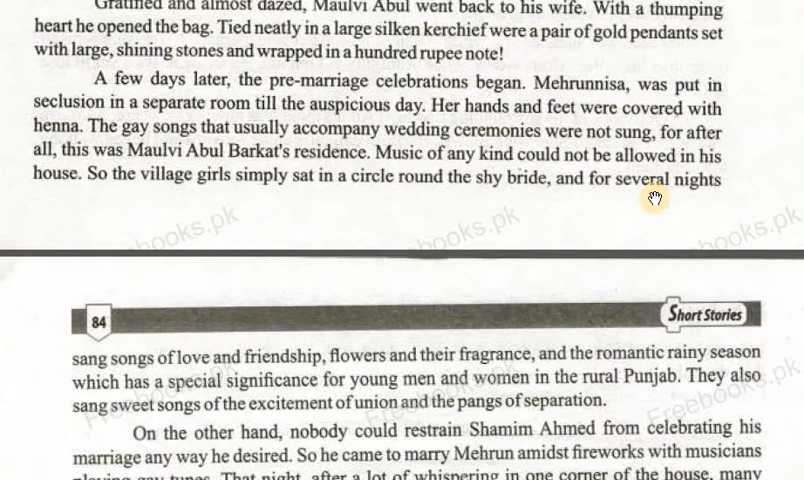 Gratified and almost dazed, Maulvi Abul went back to his wife. With a thumping
heart he opened the bag. Tied neatly in a large silken kerchief were a pair of gold pendants set
with large, shining stones and wrapped in a hundred rupee note!
A few days later, the pre-marriage celebrations began. Mehrunnisa, was put in
seclusion in a separate room till the auspicious day. Her hands and feet were covered with
henna. The gay songs that usually accompany wedding ceremonies were not sung, for after
all, this was Maulvi Abul Barkat's residence. Music of any kind could not be allowed in his
house. So the village girls simply sat in a circle round the shy bride, and for several nights
ooks.pk
books.pk
books.pk
84
Short Stories
sang songs of love and friendship, flowers and their fragrance, and the romantic rainy season
which has a special significance for young men and women in the rural Punjab. They also
sang sweet songs of the excitement of union and the pangs of separation.
Freebooks.pk
Freebooks.pk
Freebooks.pk
On the other hand, nobody could restrain Shamim Ahmed from celebrating his
marriage any way he desired. So he came to marry Mehrun amidst fireworks with musicians
playing gay tunes. That night, after a lot of whispering in one corner of the house, many